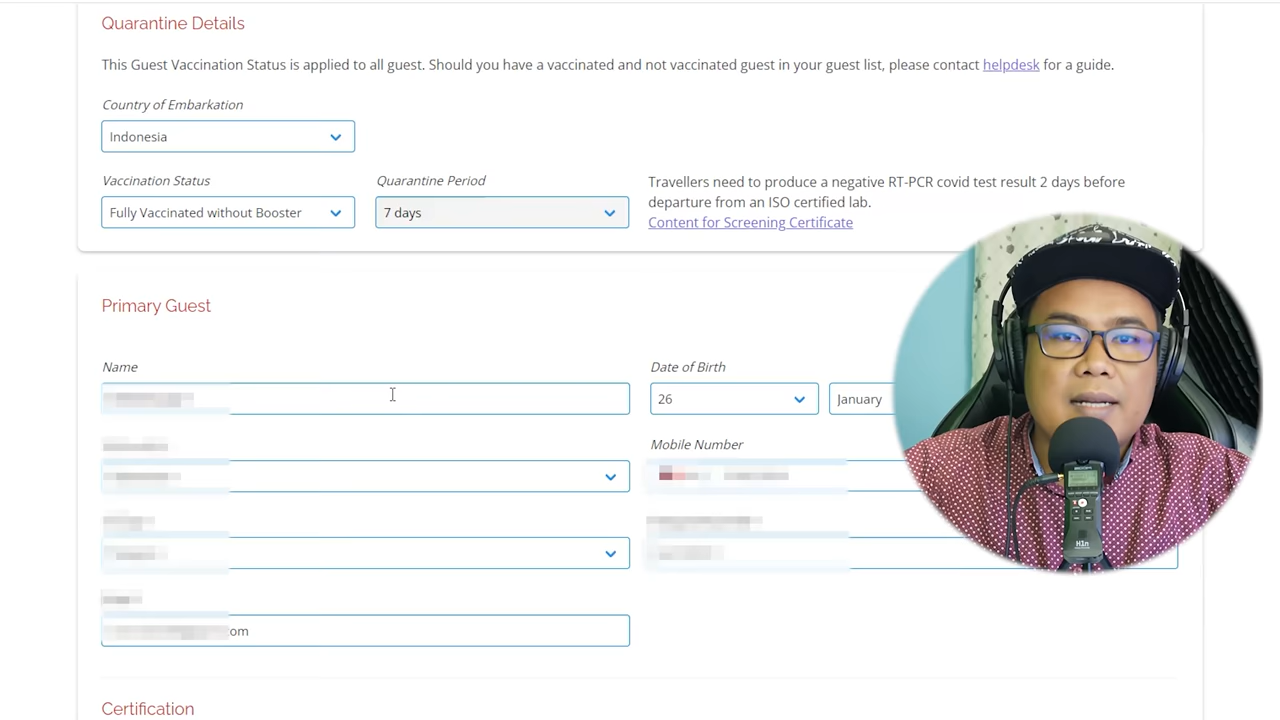 Quarantine Details
This Guest Vaccination Status is applied to all guest. Should you have a vaccinated and not vaccinated guest in your guest list, please contact helpdesk for a guide.
Country of Embarkation
Indonesia
Vaccination Status
Quarantine Period
Fully Vaccinated without Booster
7 days
Travellers need to produce a negative RT-PCR covid test result 2 days before
departure from an ISO certified lab.
Content for Screening Certificate
Primary Guest
Name
Date of Birth
26
January
Mobile Number
om
Certification
H1n